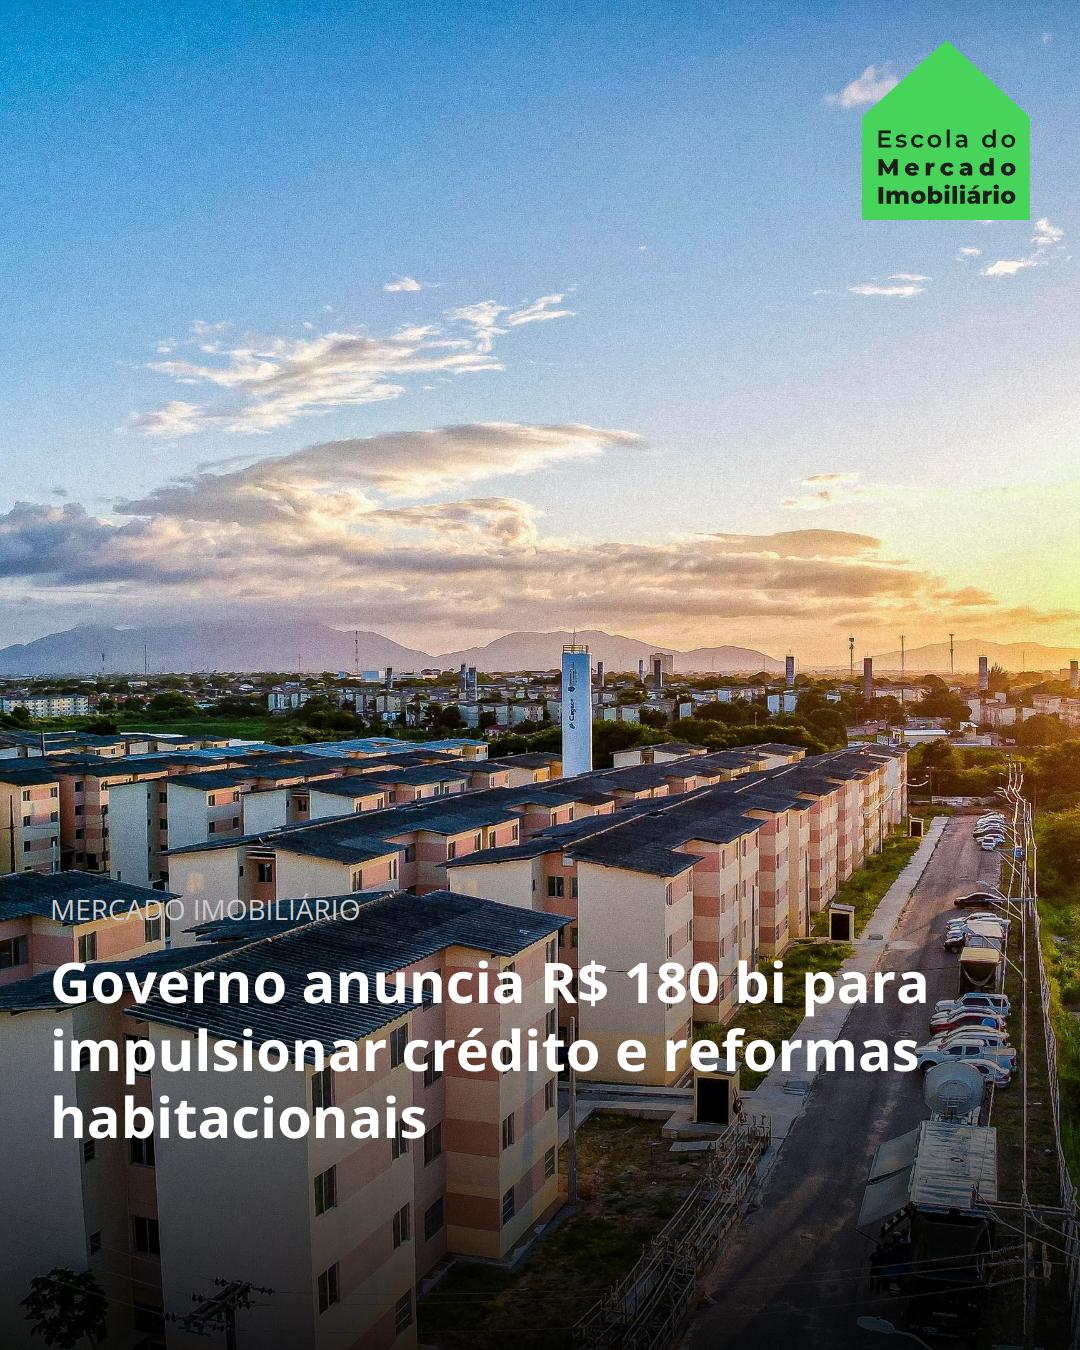 Escola do
Mercado
Imobiliário
MERCADO IMOBILIÁRIO
Governo anuncia R$ 180 bi para
impulsionar crédito e reformas
habitacionais